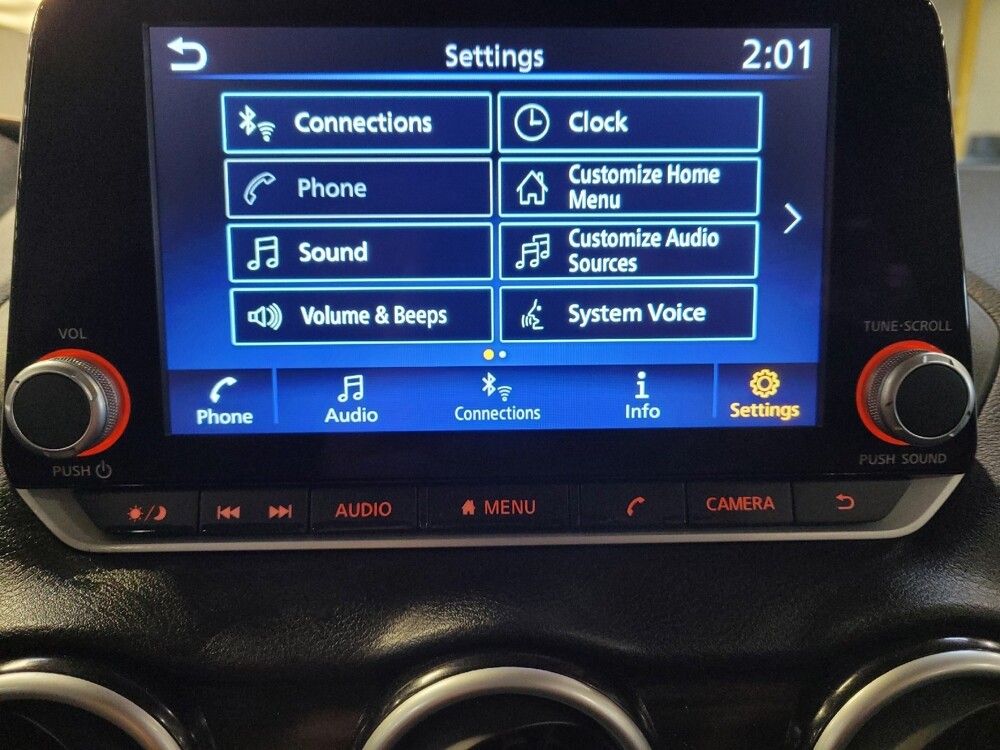 Settings
2:01
Connections
Clock
Phone
Customize Home
Menu
Sound
Customize Audio
Sources
Volume & Beeps
System Voice
Phone
Audio
Connections
Info
Settings
VOL
TUNE·SCROLL
PUSH
PUSH SOUND
AUDIO
MENU
CAMERA